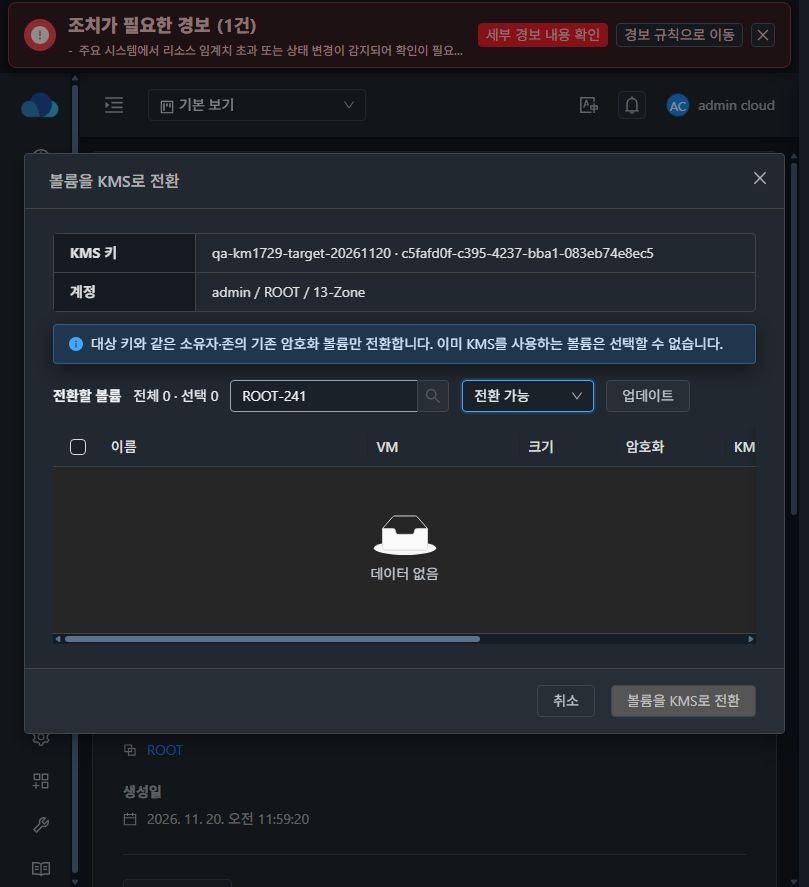 조치가 필요한 경보 (1건)
- 주요 시스템에서 리소스 임계치 초과 또는 상태 변경이 감지되어 확인이 필요...
세부 경보 내용 확인
경보 규칙으로 이동
기본 보기
AC admin cloud
볼륨을 KMS로 전환
KMS 키 qa-km1729-target-20261120 · c5fafd0f-c395-4237-bba1-083eb74e8ec5
계정 admin / ROOT / 13-Zone
대상 키와 같은 소유자·존의 기존 암호화 볼륨만 전환합니다. 이미 KMS를 사용하는 볼륨은 선택할 수 없습니다.
전환할 볼륨 전체 0 · 선택 0 ROOT-241 전환 가능 업데이트
이름 VM 크기 암호화 KM
데이터 없음
취소 볼륨을 KMS로 전환
ROOT
생성일
2026. 11. 20. 오전 11:59:20